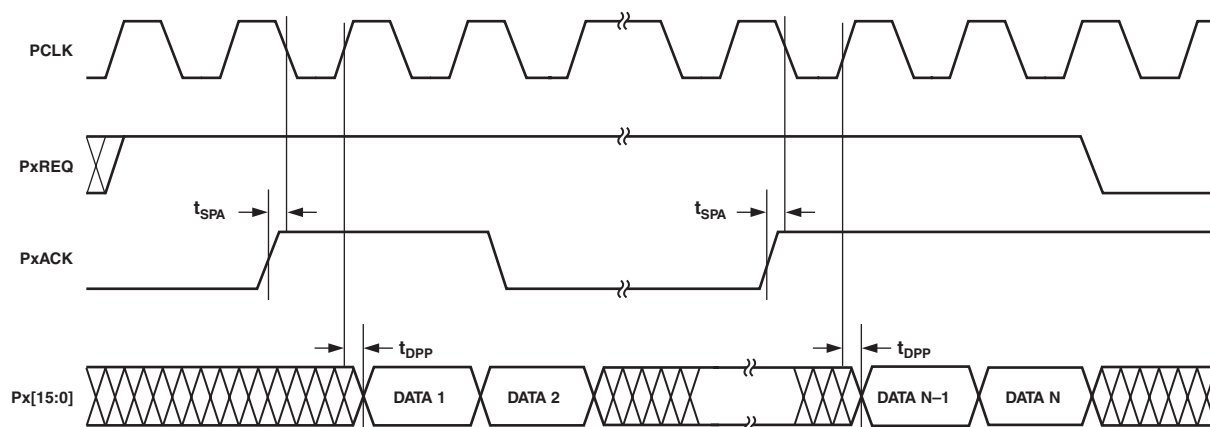 PCLK
PxREQ
tSPA tSPA
PxACK
tDPP tDPP
Px[15:0] DATA 1 DATA 2 DATA N–1 DATA N